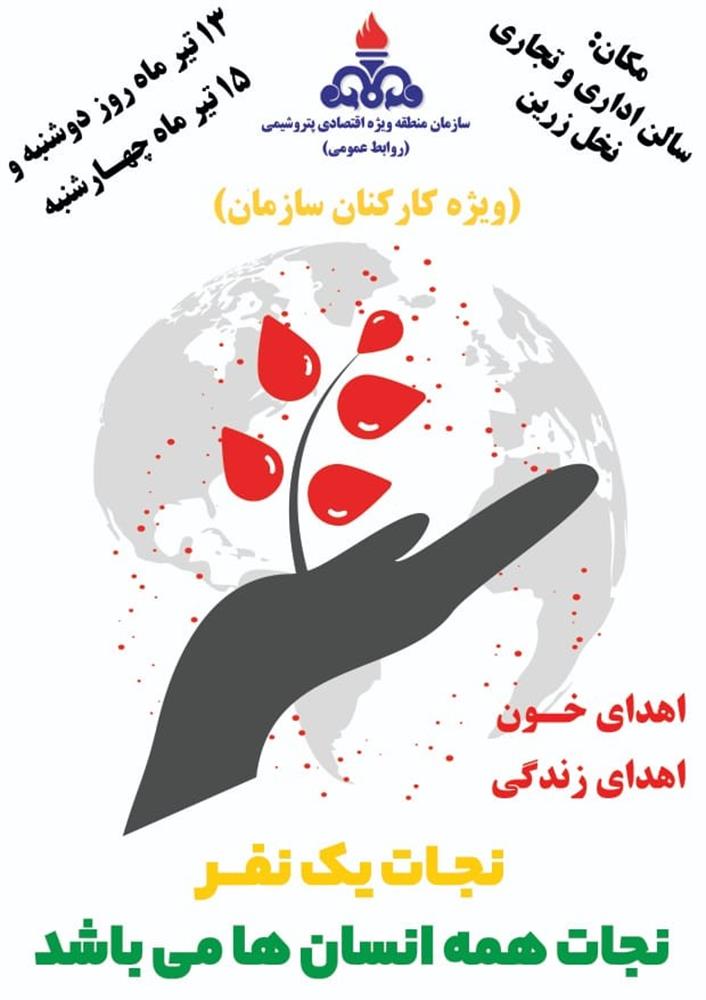 مکان:
سالن اداری و تجاری
نخل زرین
سازمان منطقه ویژه اقتصادی پتروشیمی
(روابط عمومی)
۱۳ تیر ماه روز دوشنبه و
۱۵ تیر ماه چهارشنبه
(ویژه کارکنان سازمان)
اهدای خون
اهدای زندگی
نجات یک نفر
نجات همه انسان ها می باشد